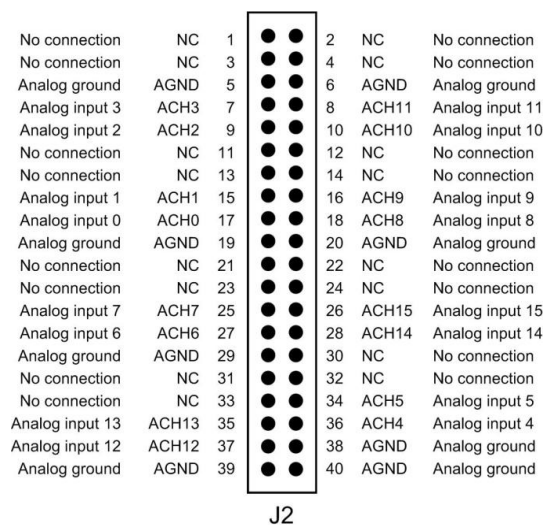 No connection NC 1 2 NC No connection
No connection NC 3 4 NC No connection
Analog ground AGND 5 6 AGND Analog ground
Analog input 3 ACH3 7 8 ACH11 Analog input 11
Analog input 2 ACH2 9 10 ACH10 Analog input 10
No connection NC 11 12 NC No connection
No connection NC 13 14 NC No connection
Analog input 1 ACH1 15 16 ACH9 Analog input 9
Analog input 0 ACH0 17 18 ACH8 Analog input 8
Analog ground AGND 19 20 AGND Analog ground
No connection NC 21 22 NC No connection
No connection NC 23 24 NC No connection
Analog input 7 ACH7 25 26 ACH15 Analog input 15
Analog input 6 ACH6 27 28 ACH14 Analog input 14
Analog ground AGND 29 30 NC No connection
No connection NC 31 32 NC No connection
No connection NC 33 34 ACH5 Analog input 5
Analog input 13 ACH13 35 36 ACH4 Analog input 4
Analog input 12 ACH12 37 38 AGND Analog ground
Analog ground AGND 39 40 AGND Analog ground
J2